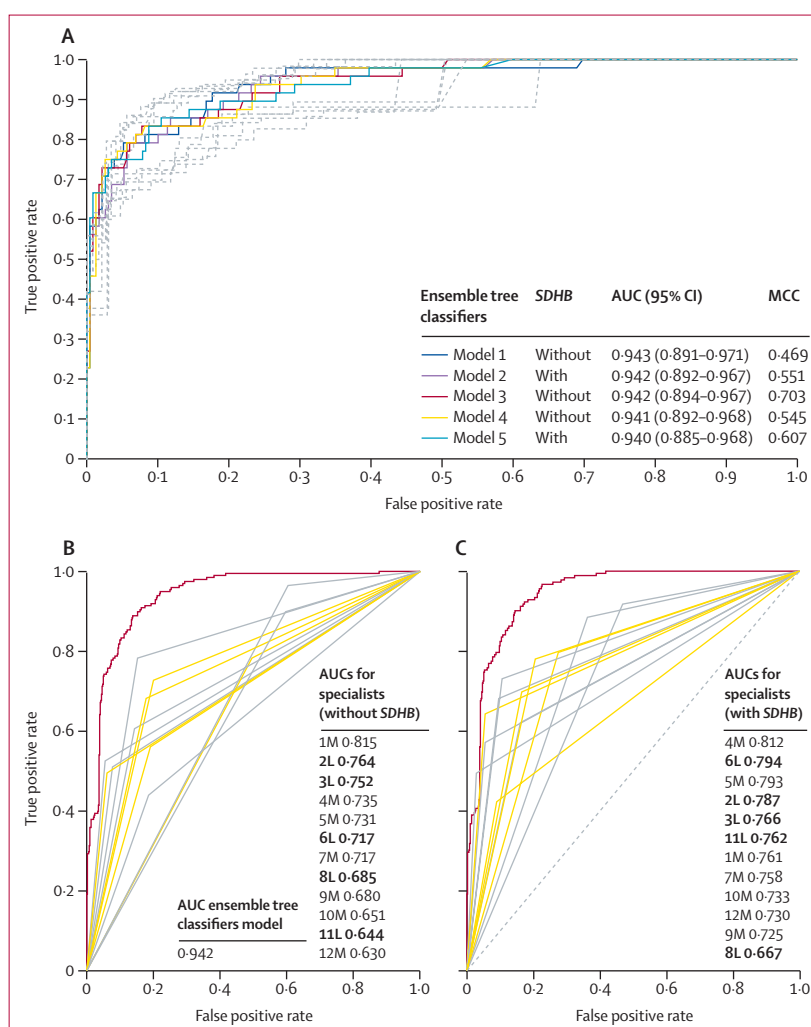 A
1·0
0·9
0·8
0·7
0·6
0·5
0·4
0·3
0·2
0·1
0
True positive rate
0 0·1 0·2 0·3 0·4 0·5 0·6 0·7 0·8 0·9 1·0
False positive rate
Ensemble tree classifiers SDHB AUC (95% CI) MCC
Model 1 Without 0·943 (0·891–0·971) 0·469
Model 2 With 0·942 (0·892–0·967) 0·551
Model 3 Without 0·942 (0·894–0·967) 0·703
Model 4 Without 0·941 (0·892–0·968) 0·545
Model 5 With 0·940 (0·885–0·968) 0·607
B
1·0
0·8
0·6
0·4
0·2
0
True positive rate
0 0·2 0·4 0·6 0·8 1·0
False positive rate
AUC ensemble tree
classifiers model
0·942
AUCs for
specialists
(without SDHB)
1M 0·815
2L 0·764
3L 0·752
4M 0·735
5M 0·731
6L 0·717
7M 0·717
8L 0·685
9M 0·680
10M 0·651
11L 0·644
12M 0·630
C
0 0·2 0·4 0·6 0·8 1·0
False positive rate
AUCs for
specialists
(with SDHB)
4M 0·812
6L 0·794
5M 0·793
2L 0·787
3L 0·766
11L 0·762
1M 0·761
7M 0·758
10M 0·733
12M 0·730
9M 0·725
8L 0·667